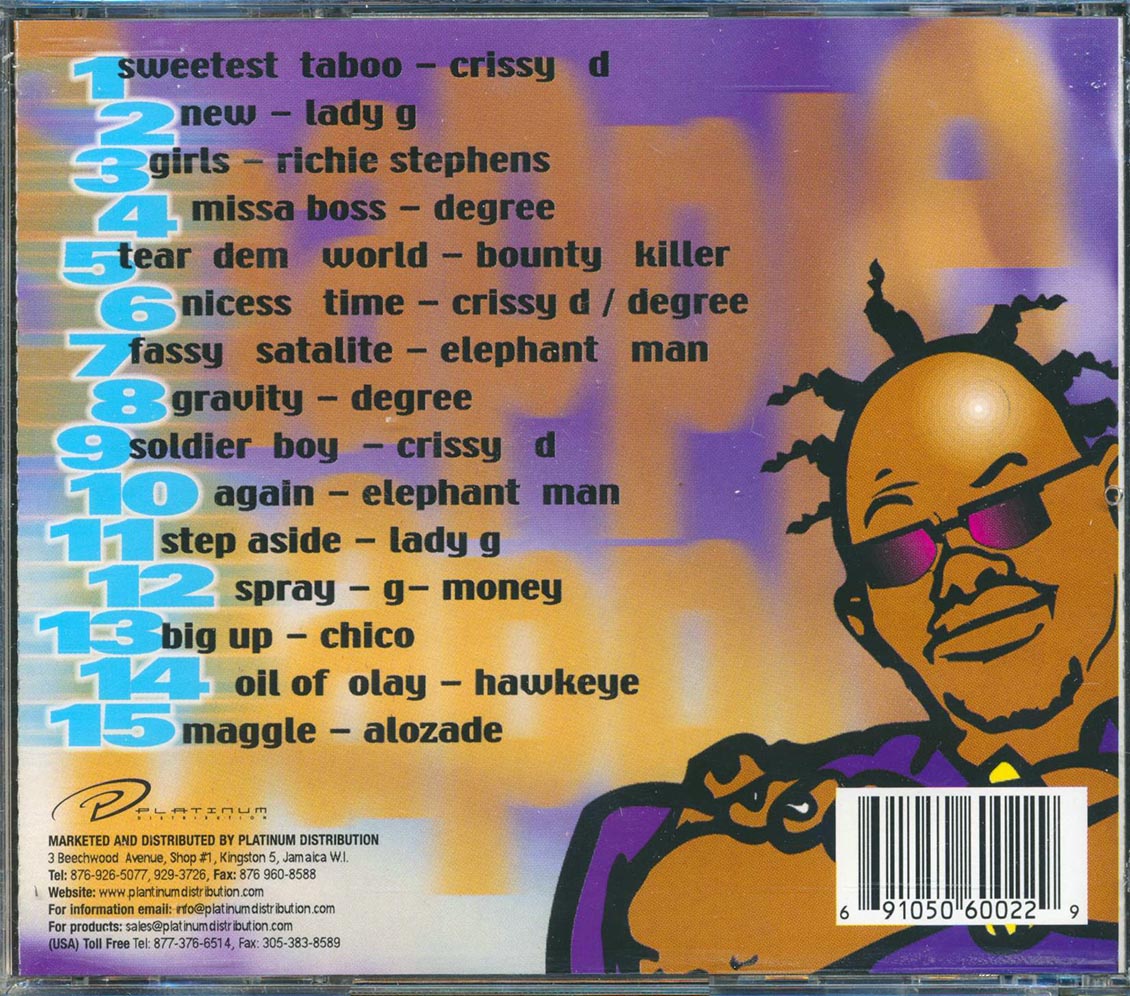 1 sweetest taboo – crissy d
2 new – lady g
3 girls – richie stephens
4 missa boss – degree
5 tear dem world – bounty killer
6 nicess time – crissy d / degree
7 fassy satalite – elephant man
8 gravity – degree
9 soldier boy – crissy d
10 again – elephant man
11 step aside – lady g
12 spray – g– money
13 big up – chico
14 oil of olay – hawkeye
15 maggle – alozade
PLATINUM
DISTRIBUTION
MARKETED AND DISTRIBUTED BY PLATINUM DISTRIBUTION
3 Beechwood Avenue, Shop #1, Kingston 5, Jamaica W.I.
Tel: 876-926-5077, 929-3726, Fax: 876 960-8588
Website: www.plantinumdistribution.com
For information email: info@platinumdistribution.com
For products: sales@platinumdistribution.com
(USA) Toll Free Tel: 877-376-6514, Fax: 305-383-8589
6 91050 60022 9